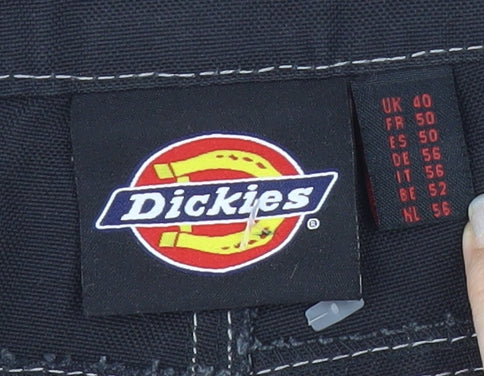 Dickies
®
UK 40
FR 50
ES 50
DE 56
IT 56
BE 52
NL 56